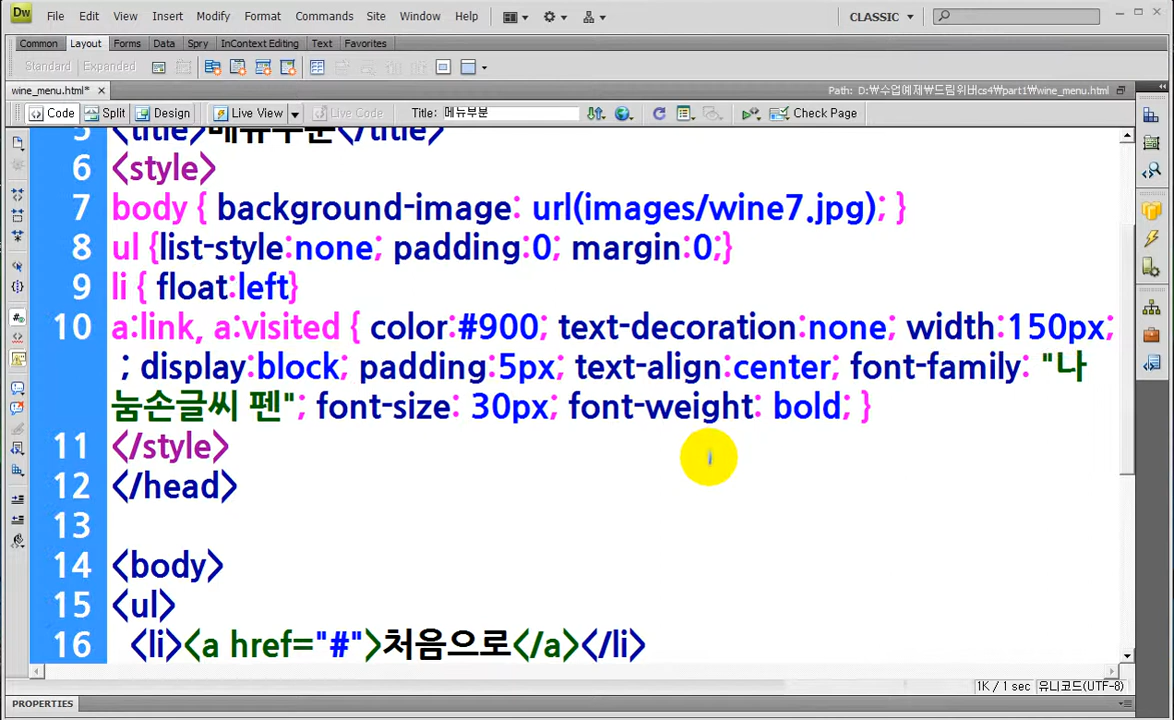 Dw File Edit View Insert Modify Format Commands Site Window Help CLASSIC
Common Layout Forms Data Spry InContext Editing Text Favorites
Standard Expanded
wine_menu.html* Path: D:₩수업예제₩드림위버cs4₩part1₩wine_menu.html
Code Split Design Live View Live Code Title: 메뉴부분 Check Page
5 <title>메뉴부분</title>
6 <style>
7 body { background-image: url(images/wine7.jpg); }
8 ul {list-style:none; padding:0; margin:0;}
9 li { float:left}
10 a:link, a:visited { color:#900; text-decoration:none; width:150px;
; display:block; padding:5px; text-align:center; font-family: "나
눔손글씨 펜"; font-size: 30px; font-weight: bold; }
11 </style>
12 </head>
13
14 <body>
15 <ul>
16 <li><a href="#">처음으로</a></li>
1K / 1 sec 유니코드(UTF-8)
PROPERTIES